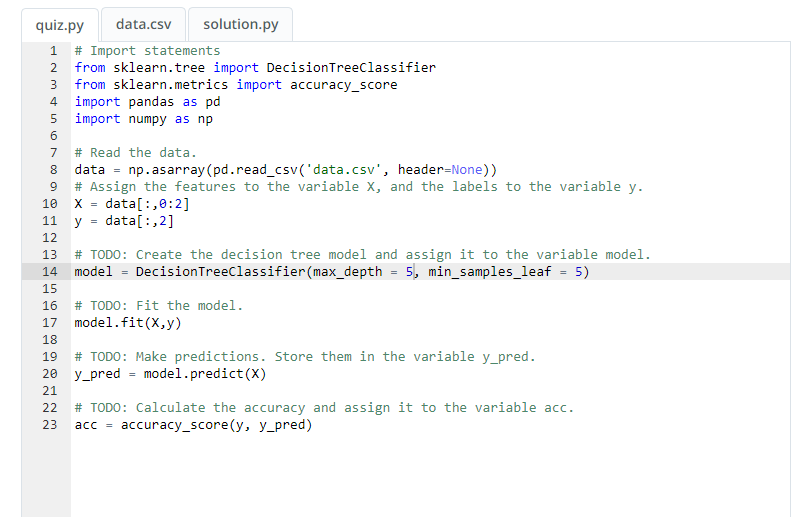 quiz.py data.csv solution.py
1 # Import statements
2 from sklearn.tree import DecisionTreeClassifier
3 from sklearn.metrics import accuracy_score
4 import pandas as pd
5 import numpy as np
6
7 # Read the data.
8 data = np.asarray(pd.read_csv('data.csv', header=None))
9 # Assign the features to the variable X, and the labels to the variable y.
10 X = data[:,0:2]
11 y = data[:,2]
12
13 # TODO: Create the decision tree model and assign it to the variable model.
14 model = DecisionTreeClassifier(max_depth = 5, min_samples_leaf = 5)
15
16 # TODO: Fit the model.
17 model.fit(X,y)
18
19 # TODO: Make predictions. Store them in the variable y_pred.
20 y_pred = model.predict(X)
21
22 # TODO: Calculate the accuracy and assign it to the variable acc.
23 acc = accuracy_score(y, y_pred)